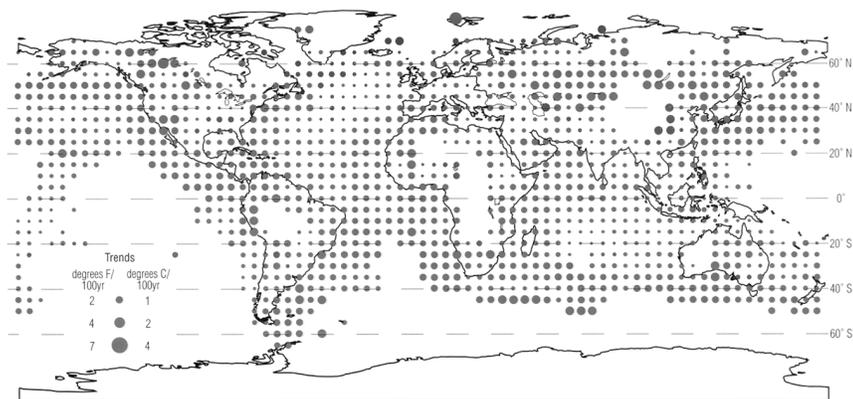 60° N
40° N
20° N
0°
20° S
40° S
60° S
Trends
degrees F/ degrees C/
100yr 100yr
2 1
4 2
7 4